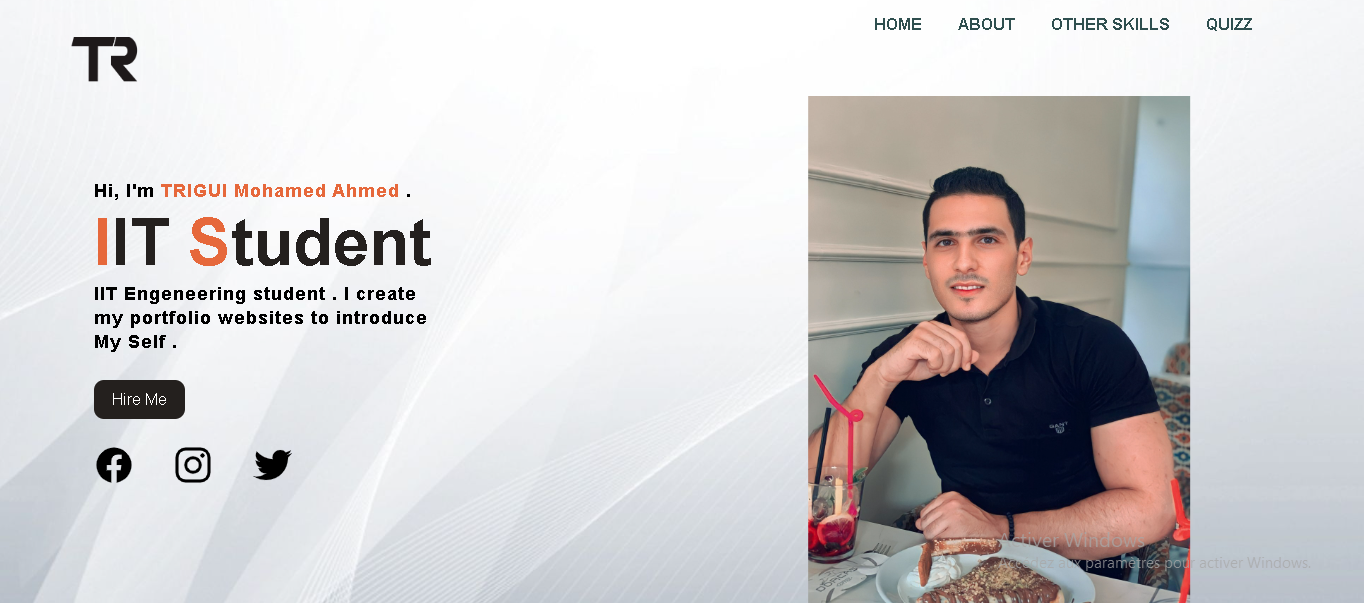 TR
HOME ABOUT OTHER SKILLS QUIZZ
Hi, I'm TRIGUI Mohamed Ahmed .
IIT Student
IIT Engeneering student . I create
my portfolio websites to introduce
My Self .
Hire Me
GANT
Activer Windows
Accédez aux paramètres pour activer Windows.